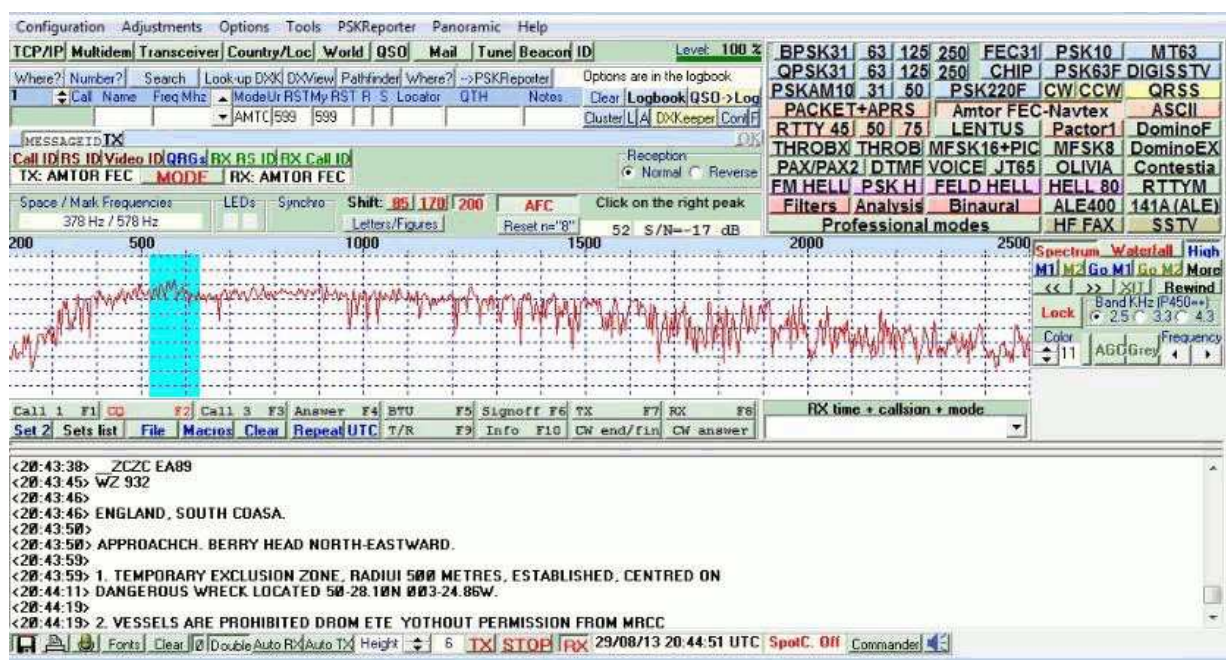 Configuration Adjustments Options Tools PSKReporter Panoramic Help
TCP/IP Multidem Transceiver Country/Loc World QSO Mail Tune Beacon ID Level: 100 %
Where? Number? Search Look-up DXK DXView Pathfinder Where? -->PSKReporter Options are in the logbook
1 Call Name Freq Mhz Mode Ur RST My RST R S Locator QTH Notes Clear Logbook QSO->Log
AMTC 599 599 Cluster L A DXKeeper Conf F
MESSAGE ID TX OK
Call ID RS ID Video ID QRGs RX RS ID RX Call ID Reception
TX: AMTOR FEC MODE RX: AMTOR FEC Normal Reverse
Space / Mark Frequencies LEDs Synchro Shift: 85 170 200 AFC Click on the right peak
378 Hz / 578 Hz Letters/Figures Reset n="8" 52 S/N=-17 dB
BPSK31 63 125 250 FEC31 PSK10 MT63
QPSK31 63 125 250 CHIP PSK63F DIGISSTV
PSKAM10 31 50 PSK220F CW CCW QRSS
PACKET+APRS Amtor FEC-Navtex ASCII
RTTY 45 50 75 LENTUS Pactor1 DominoF
THROBX THROB MFSK16+PIC MFSK8 DominoEX
PAX/PAX2 DTMF VOICE JT65 OLIVIA Contestia
FM HELL PSK H FELD HELL HELL 80 RTTYM
Filters Analysis Binaural ALE400 141A (ALE)
Professional modes HF FAX SSTV
200 500 1000 1500 2000 2500
Spectrum Waterfall High
M1 M2 Go M1 Go M2 More
<< >> XIT Rewind
Lock Band KHz (P450==)
2.5 3.3 4.3
Color Frequency
11 AGC Grey
Call 1 F1 CQ F2 Call 3 F3 Answer F4 BTU F5 Signoff F6 TX F7 RX F8 RX time + callsign + mode
Set 2 Sets list File Macros Clear Repeat UTC T/R F9 Info F10 CW end/fin CW answer
<20:43:38> __ZCZC EA89
<20:43:45> WZ 932
<20:43:46>
<20:43:46> ENGLAND, SOUTH COASA.
<20:43:50>
<20:43:50> APPROACHCH. BERRY HEAD NORTH-EASTWARD.
<20:43:59>
<20:43:59> 1. TEMPORARY EXCLUSION ZONE, RADIUI 500 METRES, ESTABLISHED, CENTRED ON
<20:44:11> DANGEROUS WRECK LOCATED 50-28.10N 003-24.86W.
<20:44:19>
<20:44:19> 2. VESSELS ARE PROHIBITED DROM ETE YOTHOUT PERMISSION FROM MRCC
Fonts Clear Ø Double Auto RX Auto TX Height 6 TX STOP RX 29/08/13 20:44:51 UTC SpotC. Off Commander